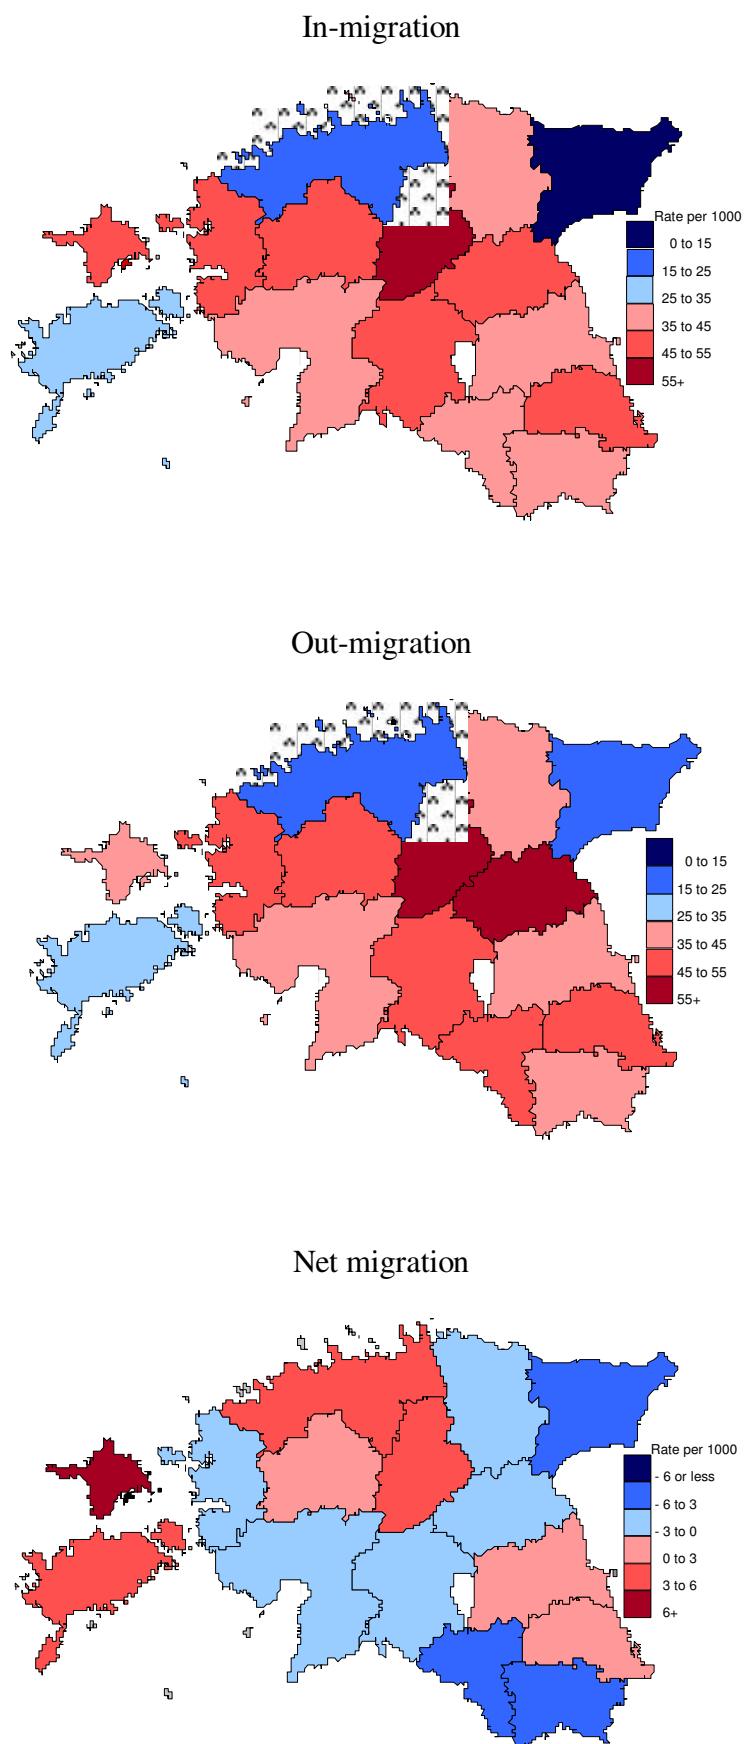 In-migration
Rate per 1000
0 to 15
15 to 25
25 to 35
35 to 45
45 to 55
55+
Out-migration
0 to 15
15 to 25
25 to 35
35 to 45
45 to 55
55+
Net migration
Rate per 1000
- 6 or less
- 6 to 3
- 3 to 0
0 to 3
3 to 6
6+